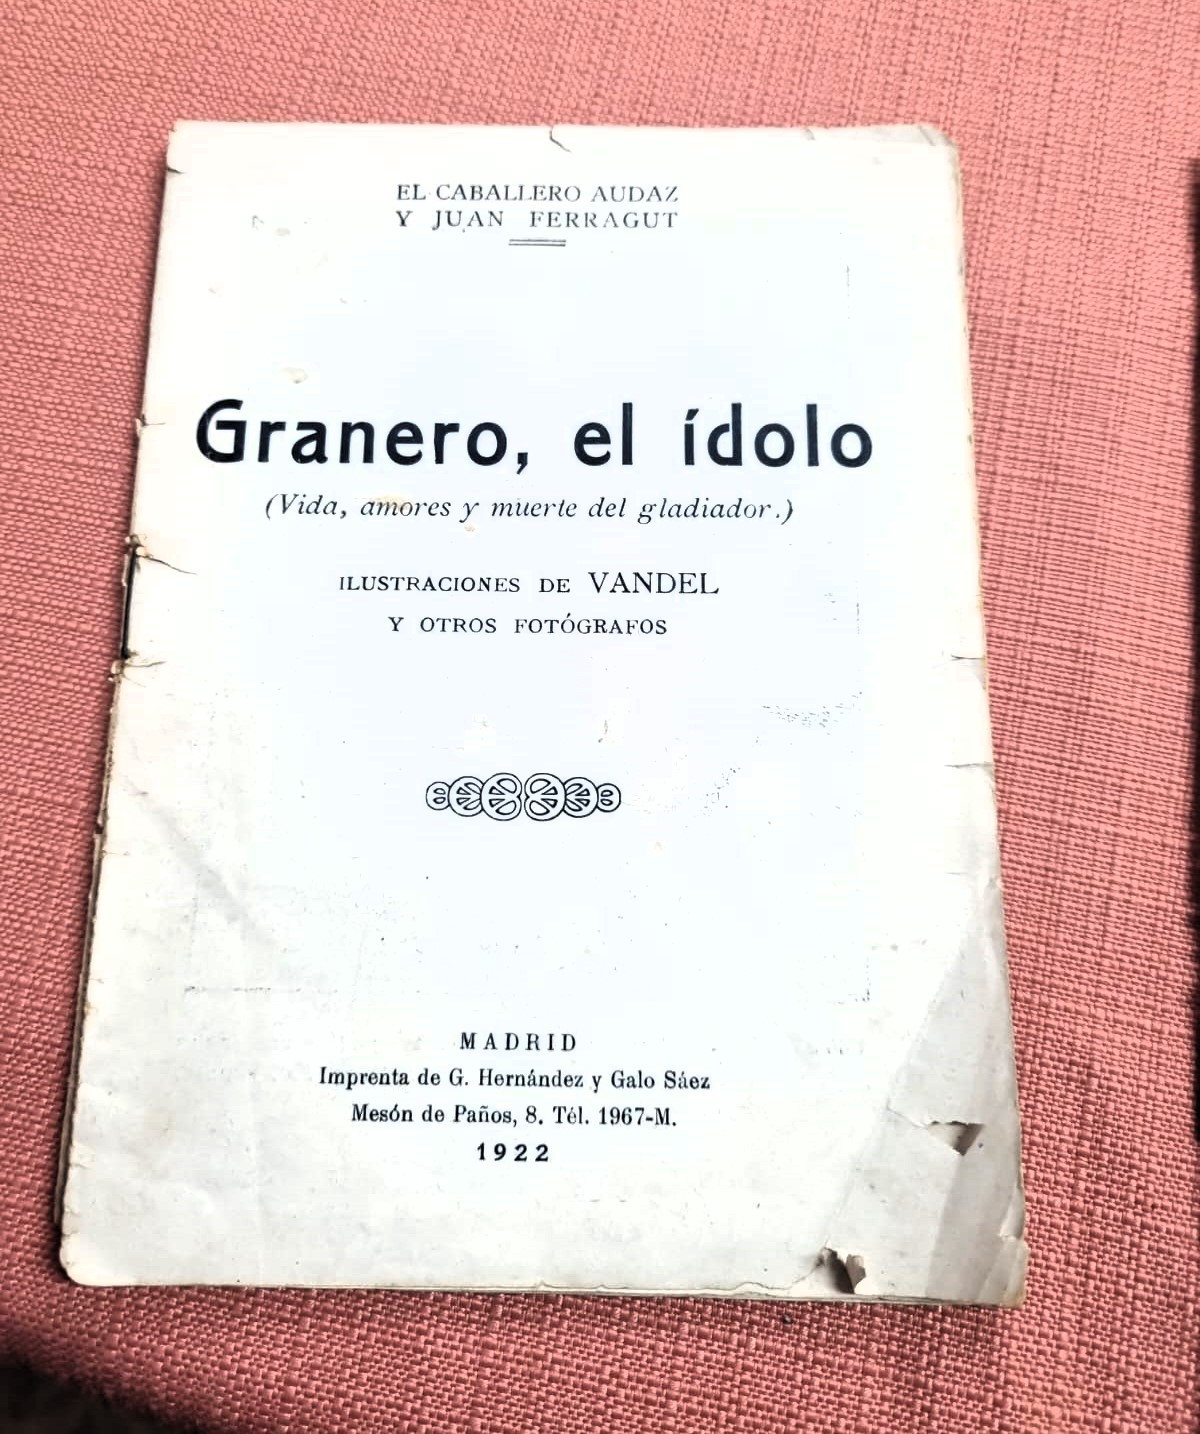 EL CABALLERO AUDAZ
Y JUAN FERRAGUT
Granero, el ídolo
(Vida, amores y muerte del gladiador.)
ILUSTRACIONES DE VANDEL
Y OTROS FOTÓGRAFOS
MADRID
Imprenta de G. Hernández y Galo Sáez
Mesón de Paños, 8. Tél. 1967-M.
1922